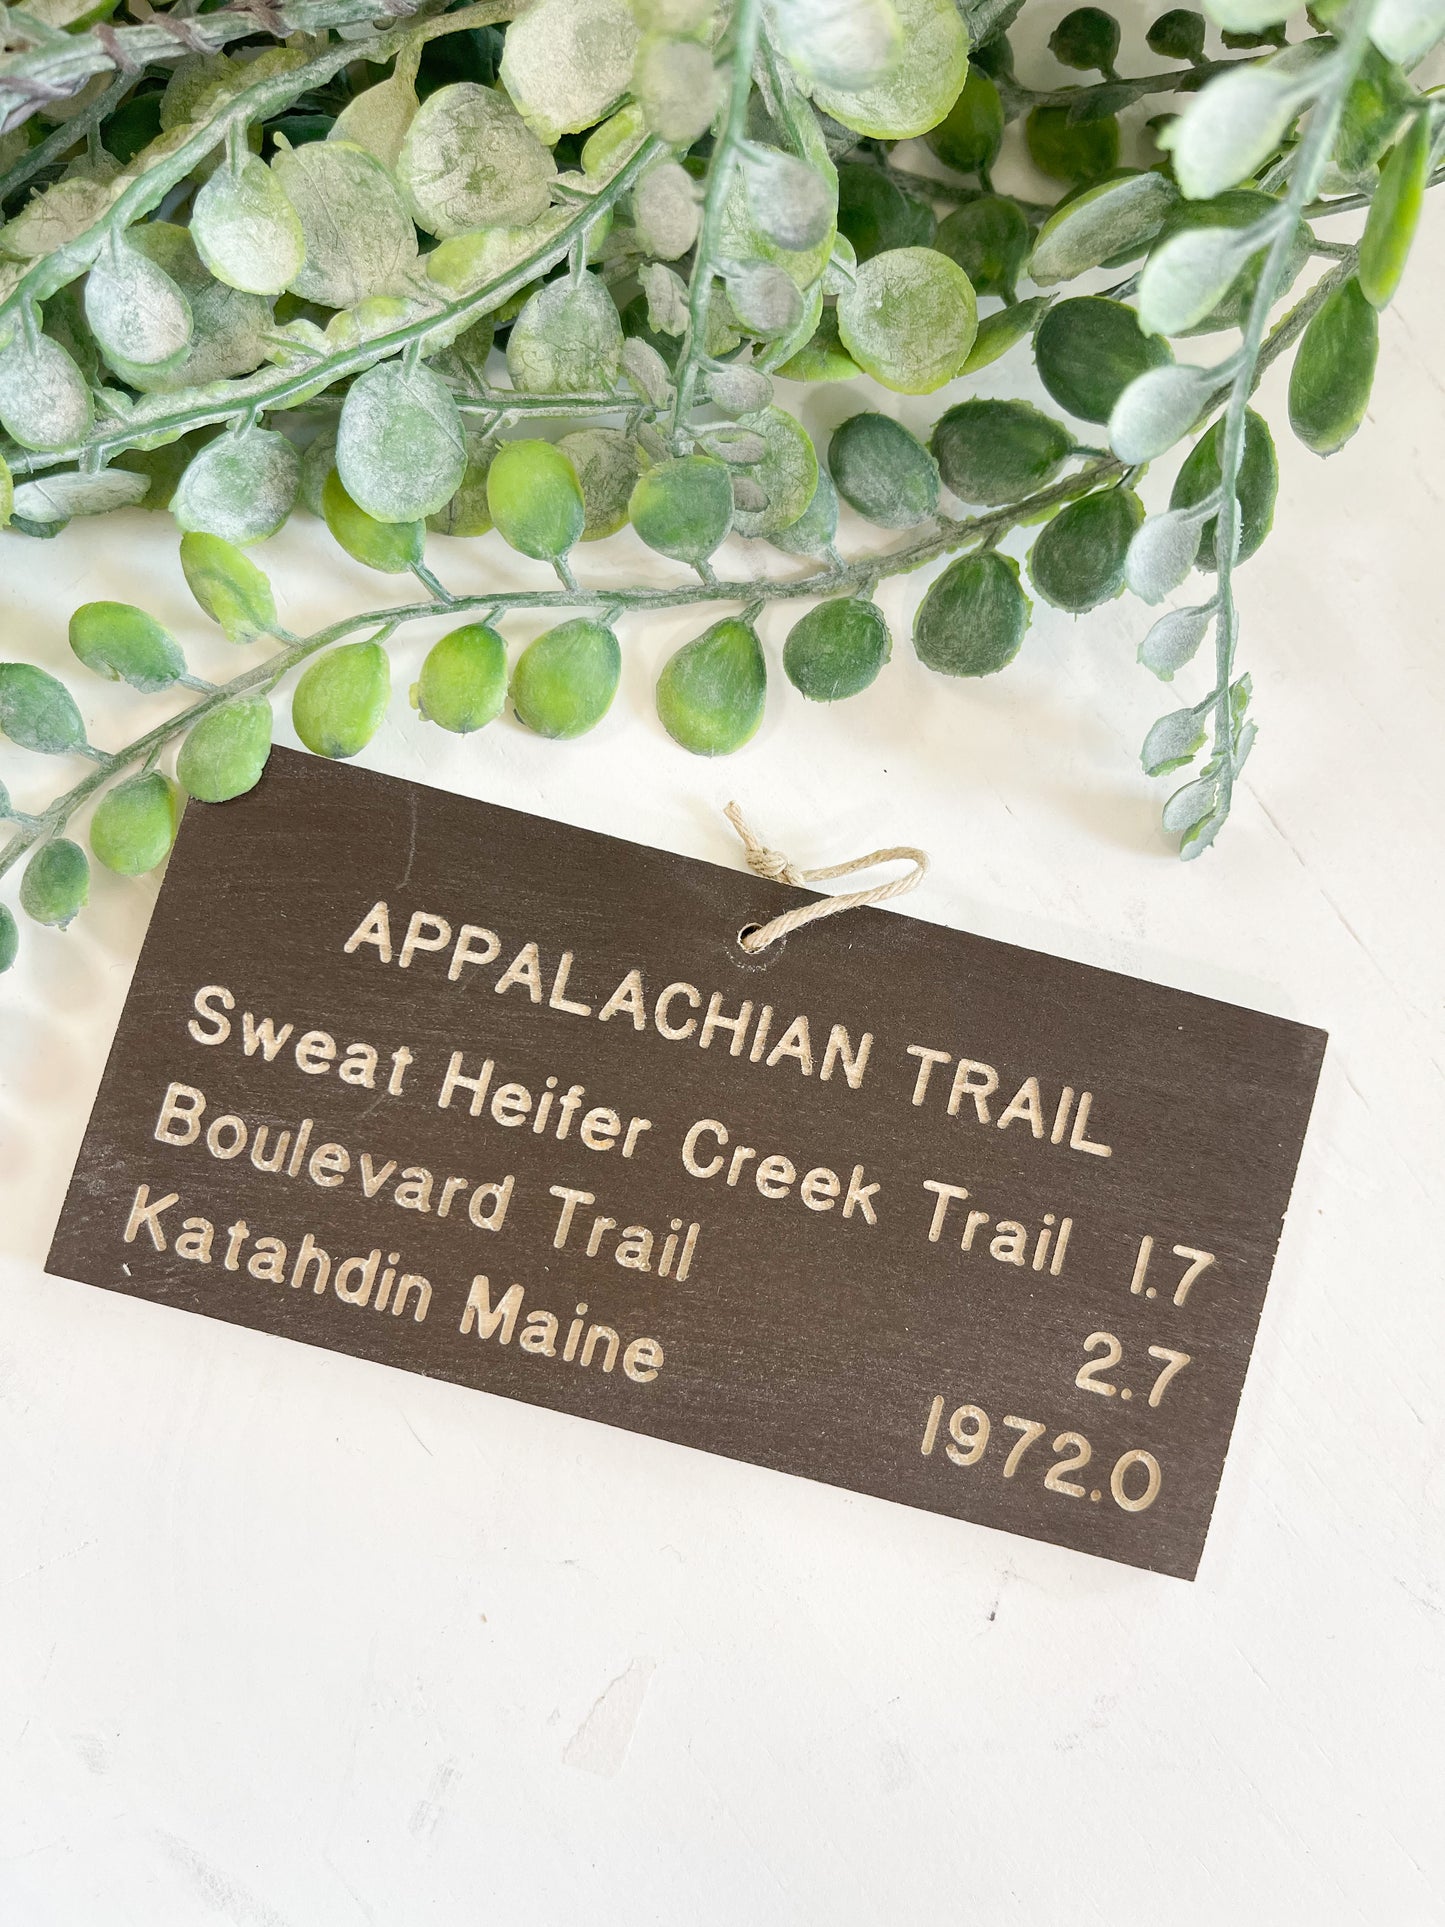 APPALACHIAN TRAIL
Sweat Heifer Creek Trail 1.7
Boulevard Trail 2.7
Katahdin Maine 1972.0